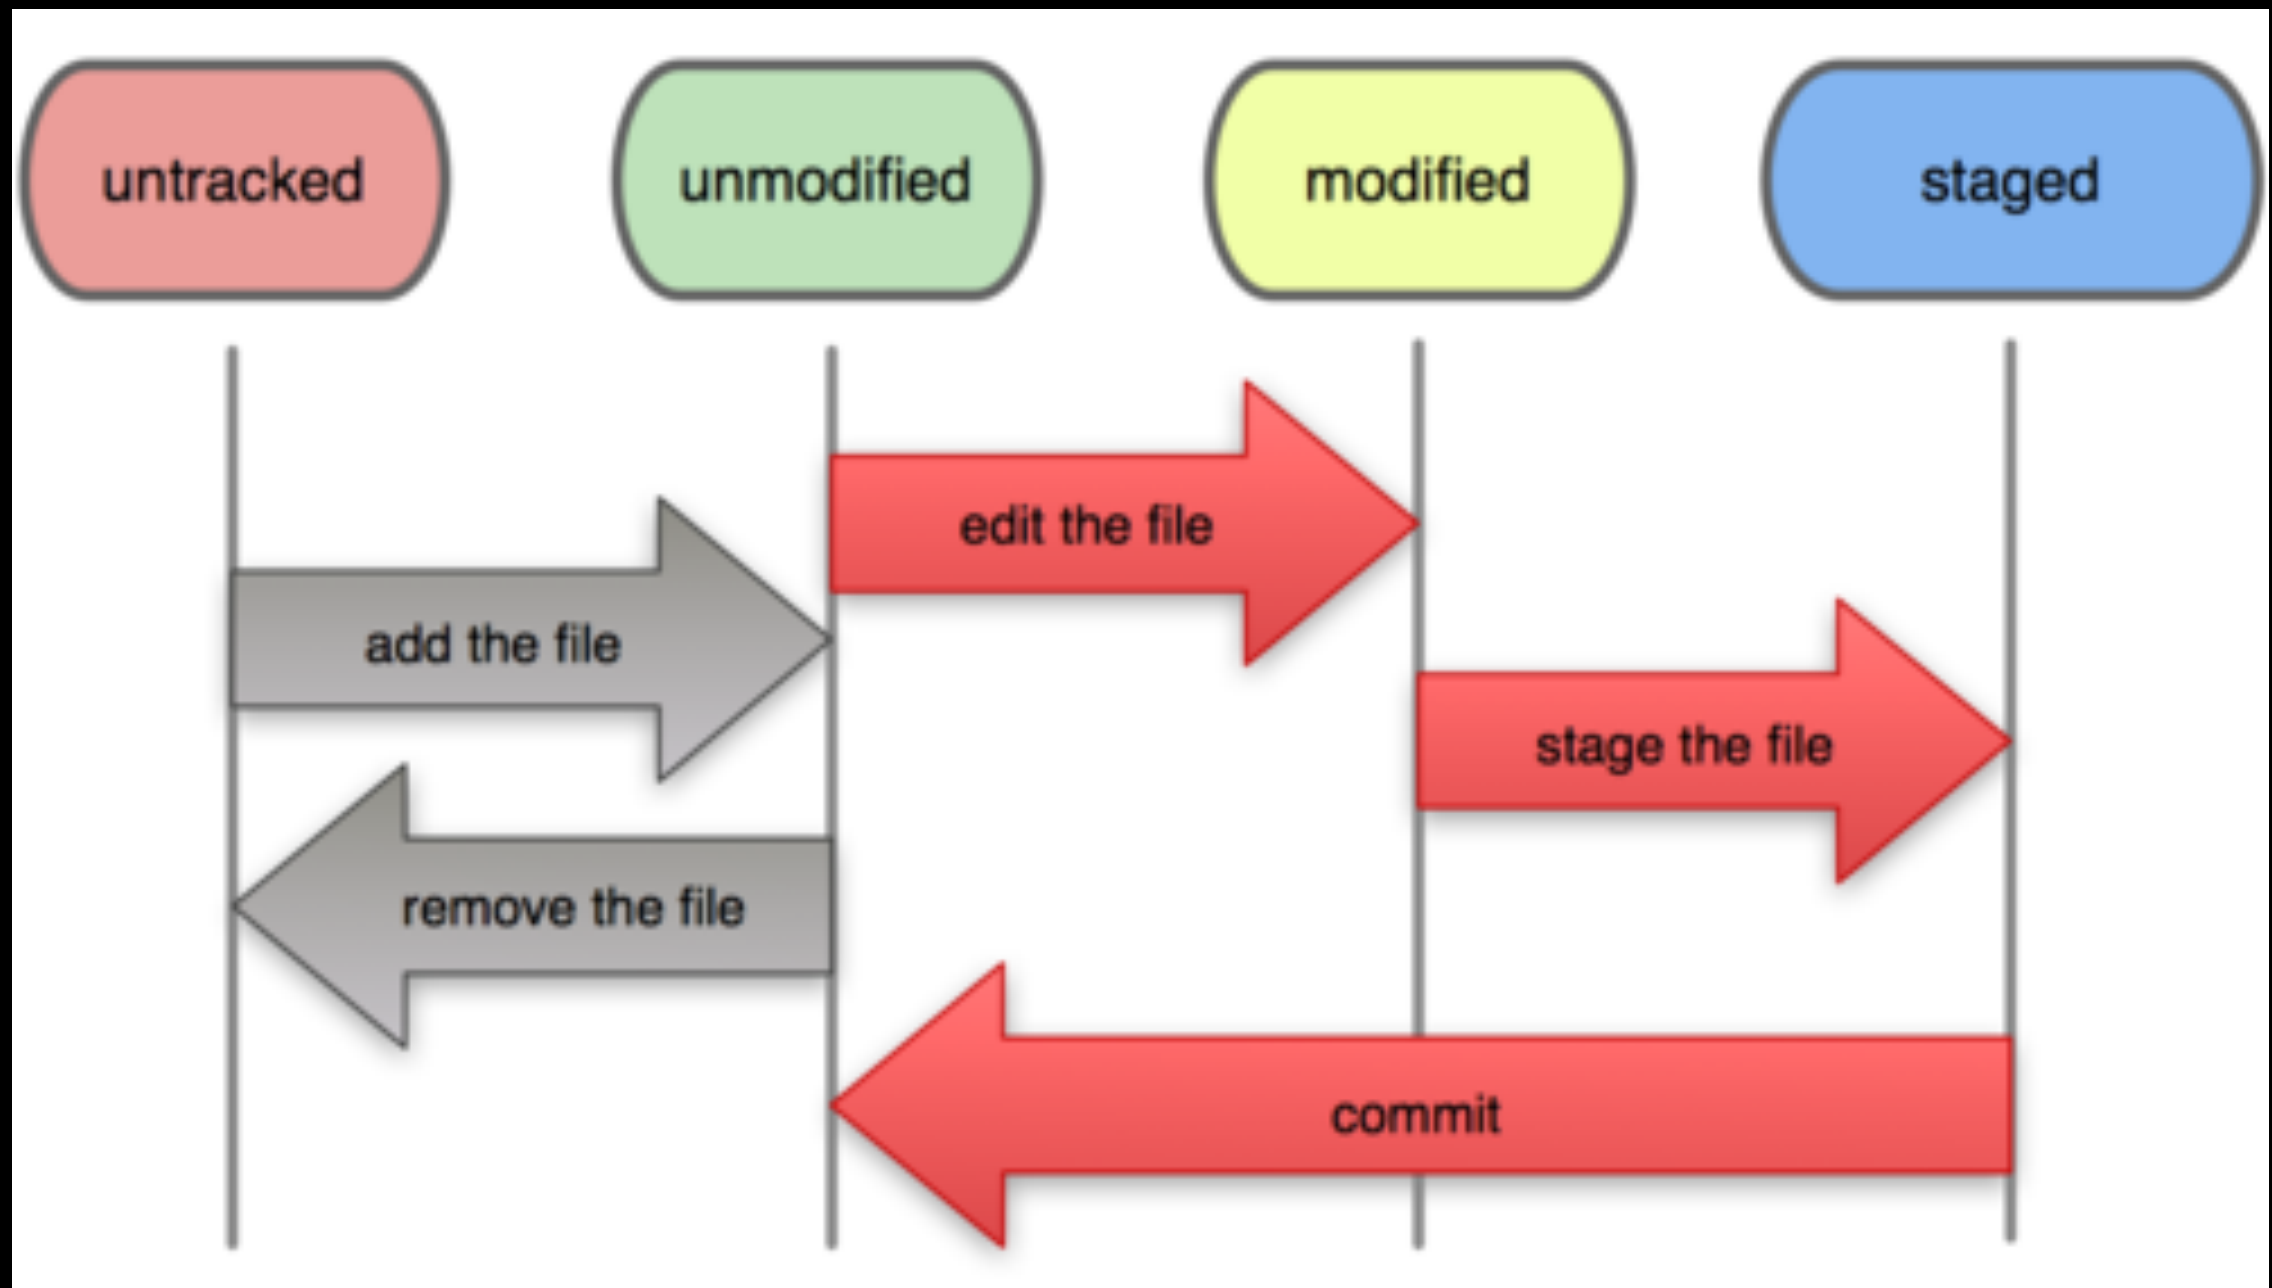 untracked
unmodified
modified
staged
edit the file
add the file
stage the file
remove the file
commit